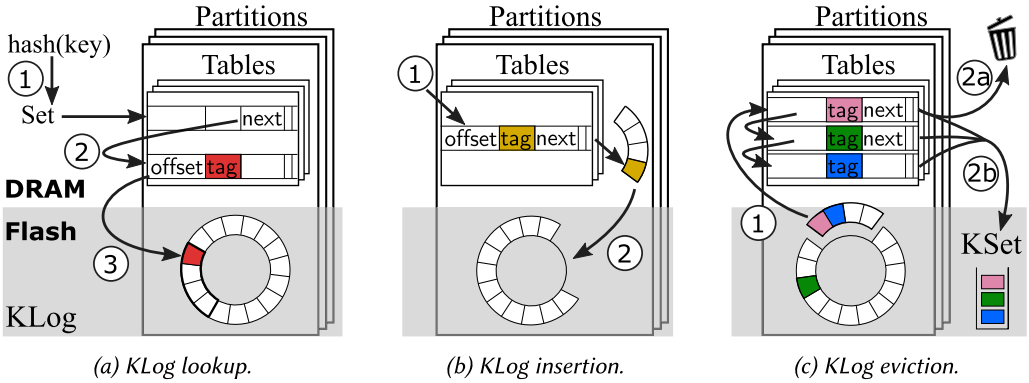 Partitions
hash(key)
1
Tables
Set
next
2
offset tag
DRAM
Flash
3
KLog
(a) KLog lookup.
Partitions
1
Tables
offset tag next
2
(b) KLog insertion.
Partitions
Tables
2a
tag next
tag next
tag
2b
1
KSet
(c) KLog eviction.